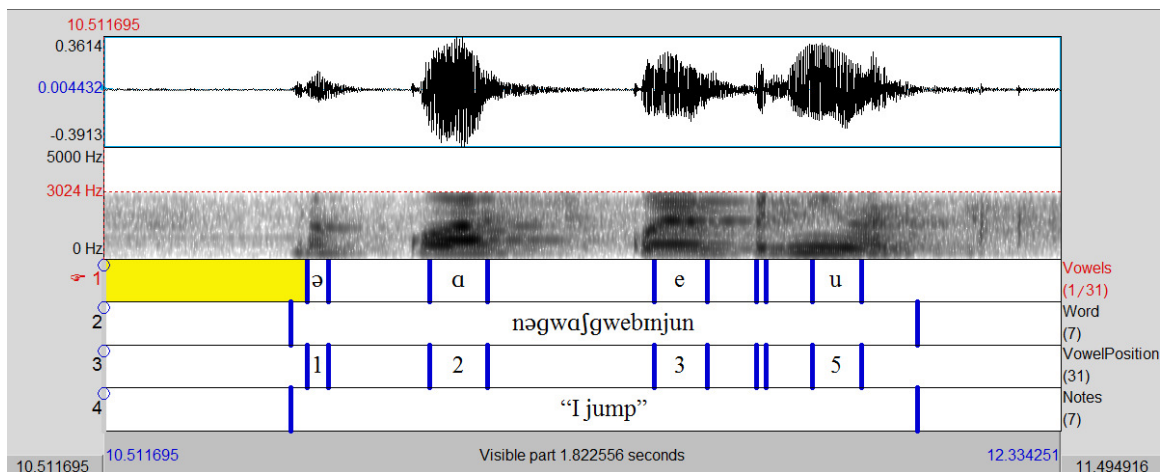 10.511695
0.3614
0.004432
-0.3913
5000 Hz
3024 Hz
0 Hz
1 ə ɑ e u Vowels (1/31)
2 nəgwɑʃgwebɪnjun Word (7)
3 1 2 3 5 VowelPosition (31)
4 “I jump” Notes (7)
10.511695 10.511695 Visible part 1.822556 seconds 12.334251 11.494916